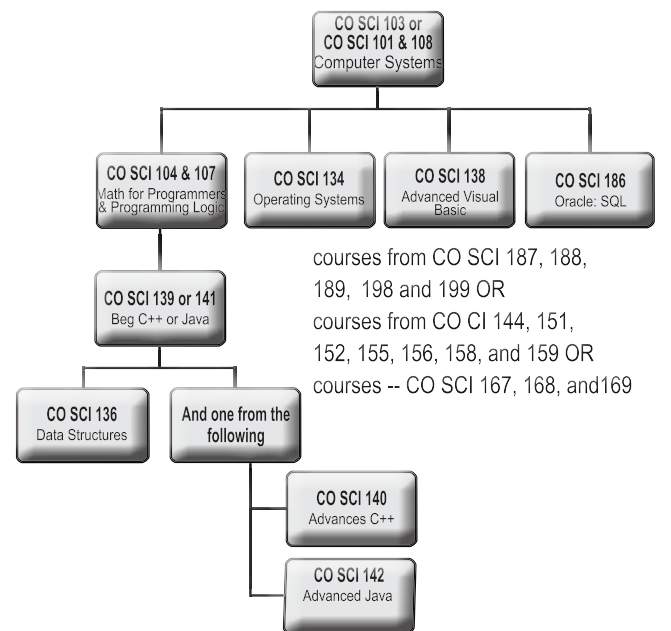 CO SCI 103 or
CO SCI 101 & 108
Computer Systems
CO SCI 104 & 107
Math for Programmers
& Programming Logic
CO SCI 134
Operating Systems
CO SCI 138
Advanced Visual
Basic
CO SCI 186
Oracle: SQL
courses from CO SCI 187, 188,
189, 198 and 199 OR
courses from CO CI 144, 151,
152, 155, 156, 158, and 159 OR
courses -- CO SCI 167, 168, and169
CO SCI 139 or 141
Beg C++ or Java
CO SCI 136
Data Structures
And one from the
following
CO SCI 140
Advances C++
CO SCI 142
Advanced Java